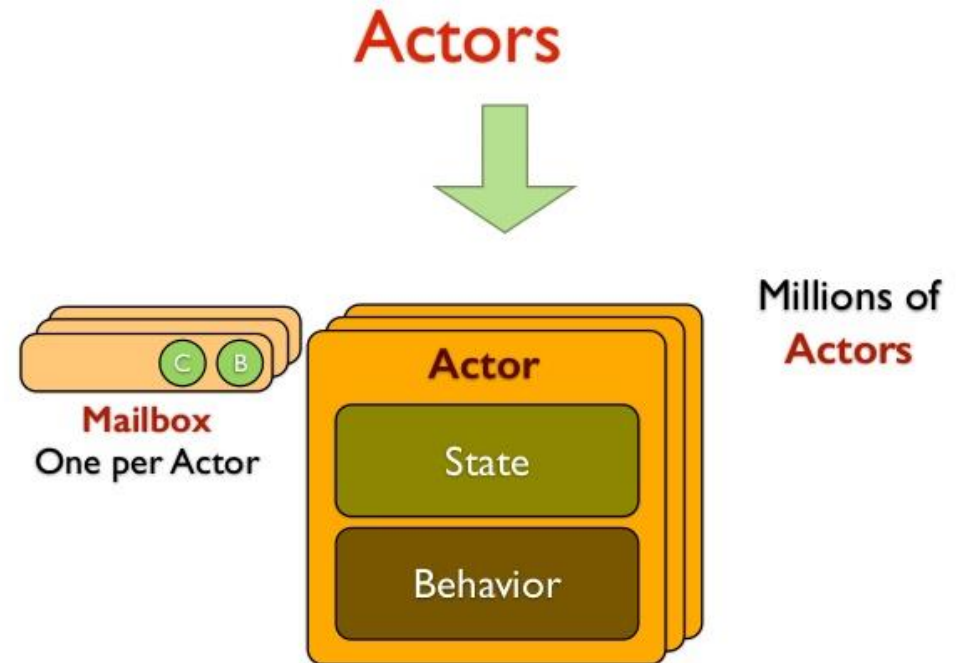 Actors
Millions of
Actors
C B
Mailbox
One per Actor
Actor
State
Behavior